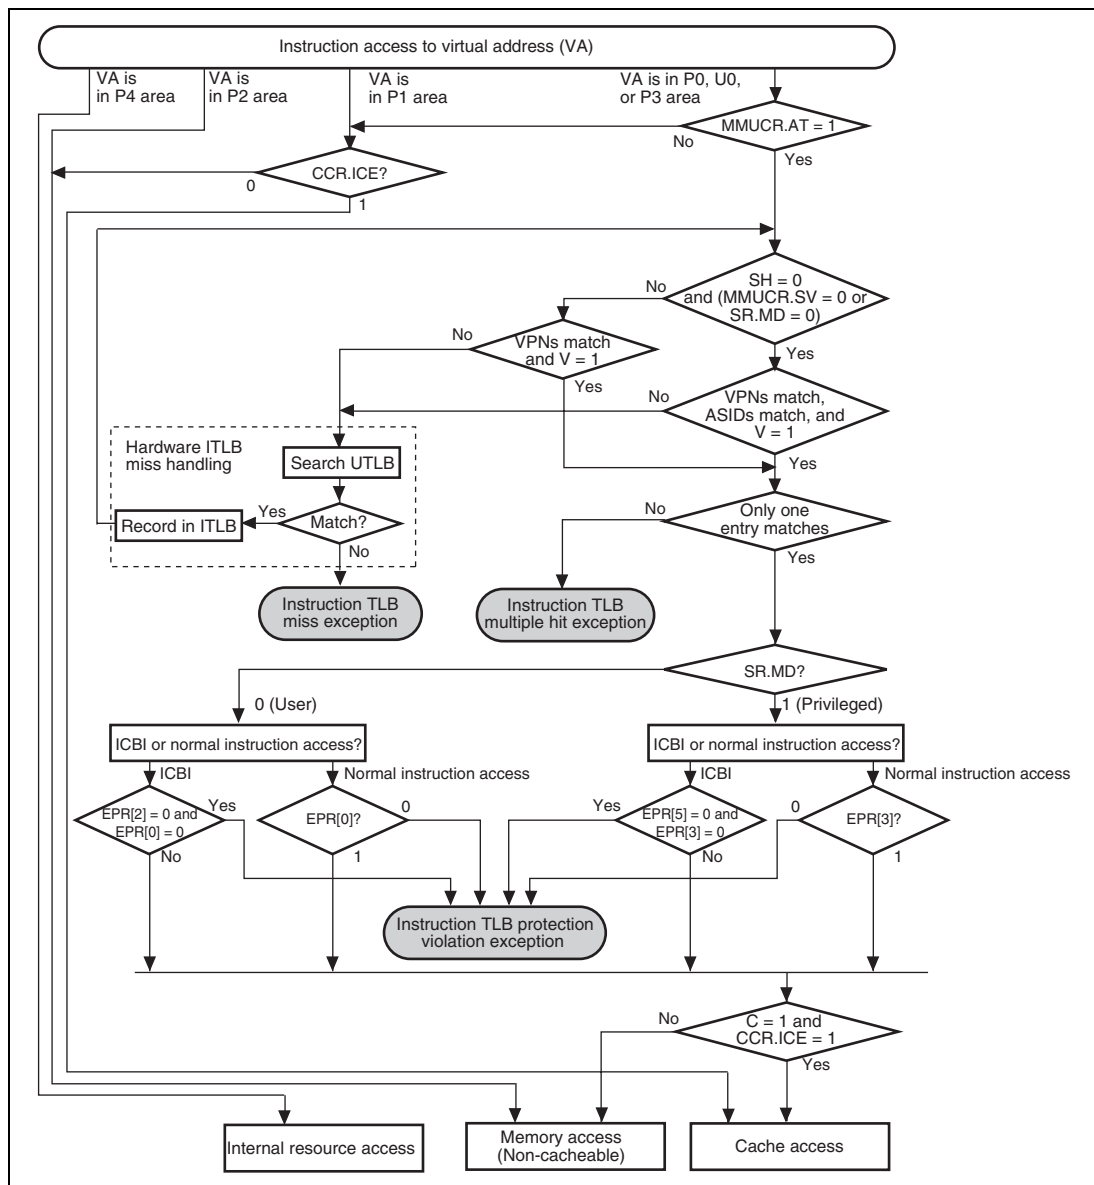 Instruction access to virtual address (VA)
VA is
in P4 area
VA is
in P2 area
VA is
in P1 area
VA is in P0, U0,
or P3 area
MMUCR.AT = 1
No
Yes
CCR.ICE?
0
1
SH = 0
and (MMUCR.SV = 0 or
SR.MD = 0)
No
Yes
VPNs match
and V = 1
No
Yes
VPNs match,
ASIDs match, and
V = 1
No
Yes
Hardware ITLB
miss handling
Search UTLB
Record in ITLB
Yes
Match?
No
Only one
entry matches
No
Yes
Instruction TLB
miss exception
Instruction TLB
multiple hit exception
SR.MD?
0 (User)
1 (Privileged)
ICBI or normal instruction access?
ICBI or normal instruction access?
ICBI
Normal instruction access
ICBI
Normal instruction access
EPR[2] = 0 and
EPR[0] = 0
Yes
No
EPR[0]?
0
1
Yes
EPR[5] = 0 and
EPR[3] = 0
No
0
EPR[3]?
1
Instruction TLB protection
violation exception
C = 1 and
CCR.ICE = 1
No
Yes
Internal resource access
Memory access
(Non-cacheable)
Cache access